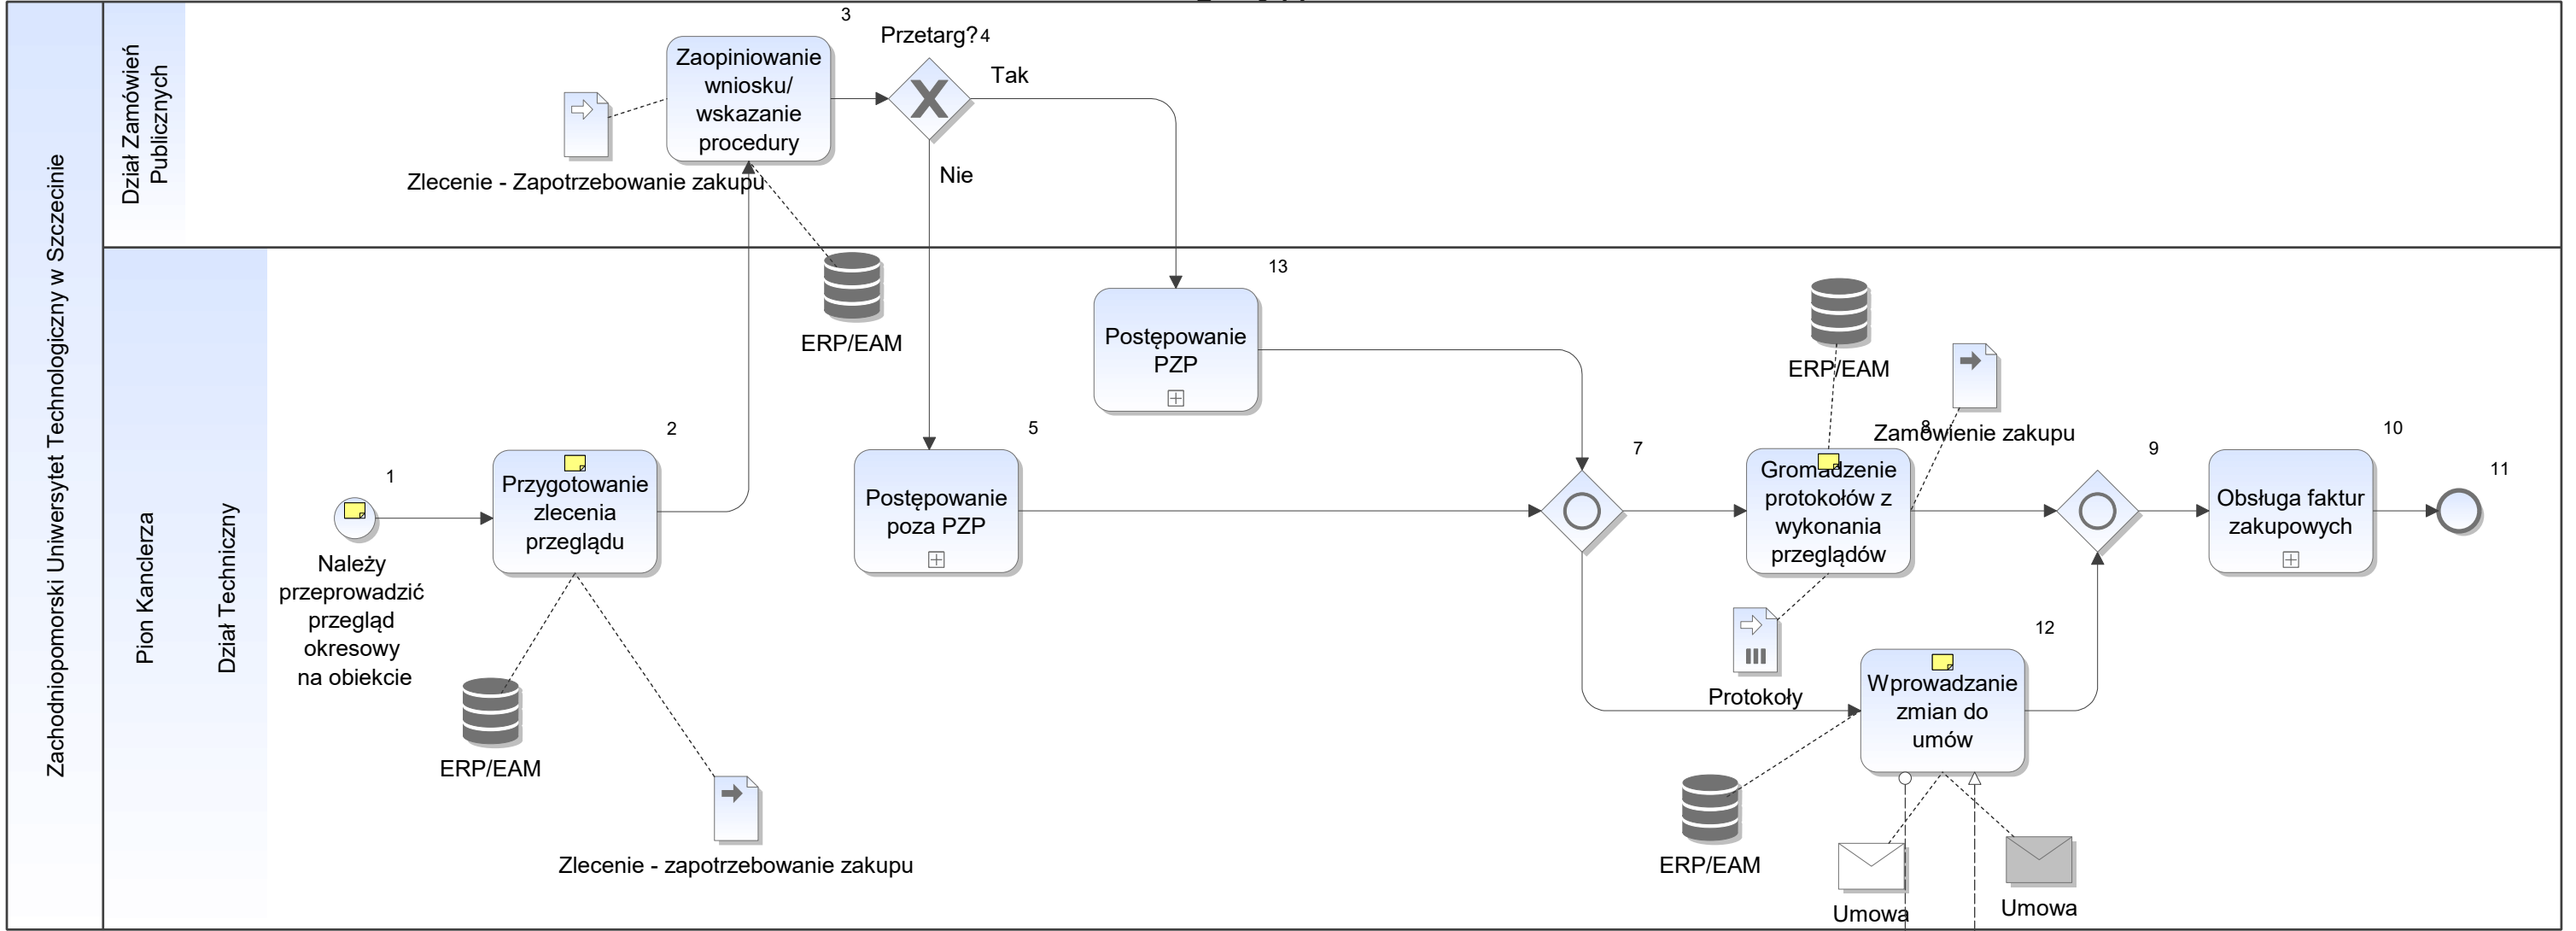 Zachodniopomorski Uniwersytet Technologiczny w Szczecinie
Dział Zamówień
Publicznych
3
Zaopiniowanie
wniosku/
wskazanie
procedury
Przetarg?
4
Tak
Nie
Zlecenie - Zapotrzebowanie zakupu
ERP/EAM
Pion Kanclerza
Dział Techniczny
1
Należy
przeprowadzić
przegląd
okresowy
na obiekcie
2
Przygotowanie
zlecenia
przeglądu
ERP/EAM
Zlecenie - zapotrzebowanie zakupu
5
Postępowanie
poza PZP
13
Postępowanie
PZP
7
ERP/EAM
Zamówienie zakupu
8
Gromadzenie
protokołów z
wykonania
przeglądów
Protokoły
9
10
Obsługa faktur
zakupowych
11
12
Wprowadzanie
zmian do
umów
ERP/EAM
Umowa
Umowa